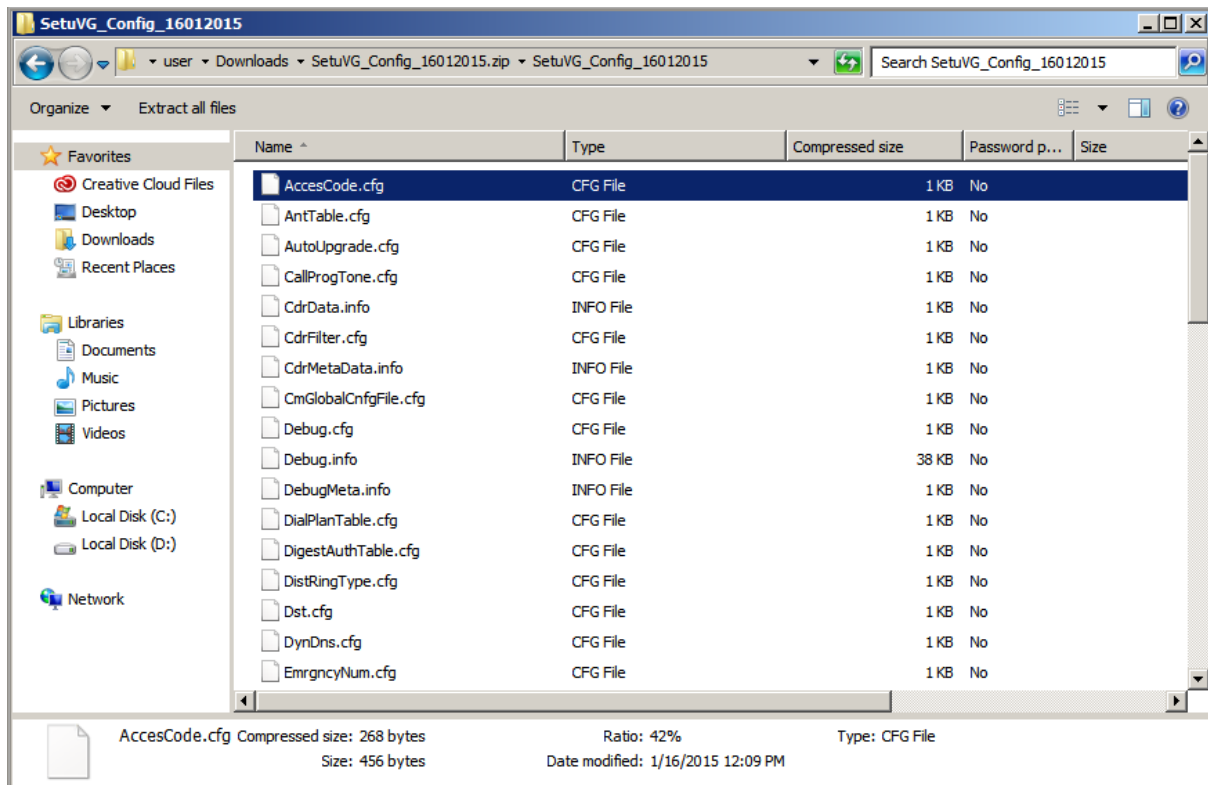 SetuVG_Config_16012015
user Downloads SetuVG_Config_16012015.zip SetuVG_Config_16012015 Search SetuVG_Config_16012015
Organize Extract all files
Favorites
Creative Cloud Files
Desktop
Downloads
Recent Places
Libraries
Documents
Music
Pictures
Videos
Computer
Local Disk (C:)
Local Disk (D:)
Network
Name Type Compressed size Password p... Size
AccesCode.cfg CFG File 1 KB No
AntTable.cfg CFG File 1 KB No
AutoUpgrade.cfg CFG File 1 KB No
CallProgTone.cfg CFG File 1 KB No
CdrData.info INFO File 1 KB No
CdrFilter.cfg CFG File 1 KB No
CdrMetaData.info INFO File 1 KB No
CmGlobalCnfgFile.cfg CFG File 1 KB No
Debug.cfg CFG File 1 KB No
Debug.info INFO File 38 KB No
DebugMeta.info INFO File 1 KB No
DialPlanTable.cfg CFG File 1 KB No
DigestAuthTable.cfg CFG File 1 KB No
DistRingType.cfg CFG File 1 KB No
Dst.cfg CFG File 1 KB No
DynDns.cfg CFG File 1 KB No
EmrgncyNum.cfg CFG File 1 KB No
AccesCode.cfg Compressed size: 268 bytes Ratio: 42% Type: CFG File
Size: 456 bytes Date modified: 1/16/2015 12:09 PM